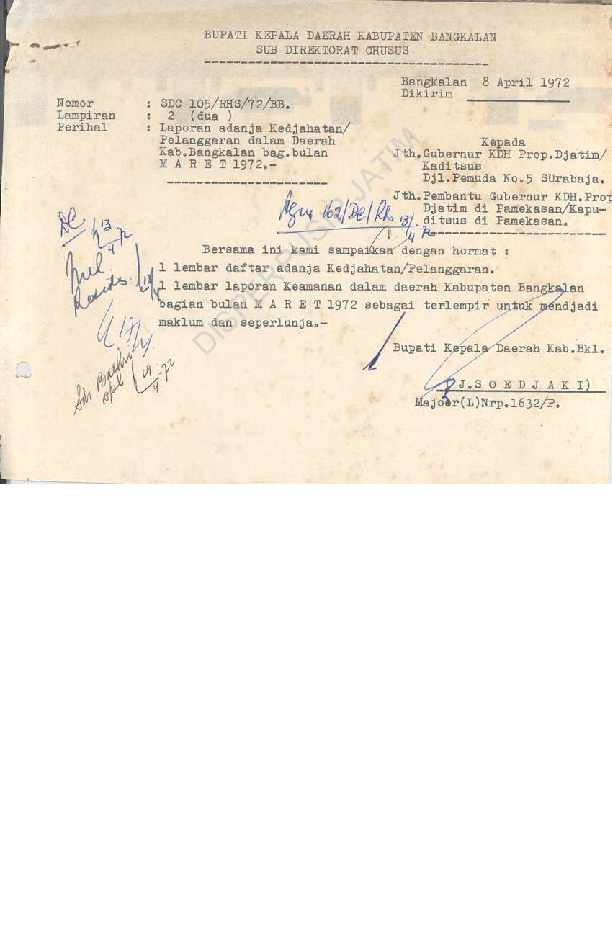 BUPATI KEPALA DAERAH KABUPATEN BANGKALAN
SUB DIREKTORAT CHUSUS
Bangkalan 8 April 1972
Dikirin
Nomor : SDC 105/RHS/72/BB.
Lampiran : 2 (dua )
Perihal : Laporan adanja Kedjahatan/
Pelanggaran dalam Daerah
Kab.Bangkalan bag.bulan
M A R E T 1972.-
Kepada
Jth.Gubernur KDH Prop.Djatim/
Kaditsus
Djl.Pemuda No.5 SUrabaja.
Jth.Pembantu Gubernur KDH.Prop
Djatim di Pamekasan/Kapu-
ditsus di Pamekasan.
Bersama ini kami sampaikan dengan hormat :
1 lembar daftar adanja Kedjahatan/Pelanggaran.
1 lembar laporan Keamanan dalam daerah Kabupaten Bangkalan
bagian bulan M A R E T 1972 sebagai terlempir untuk mendjadi
maklum dan seperlunja.-
Bupati Kepala Daerah Kab.Bkl.
(J.S O E D J A K I)
Majoor(L)Nrp.1632/P.